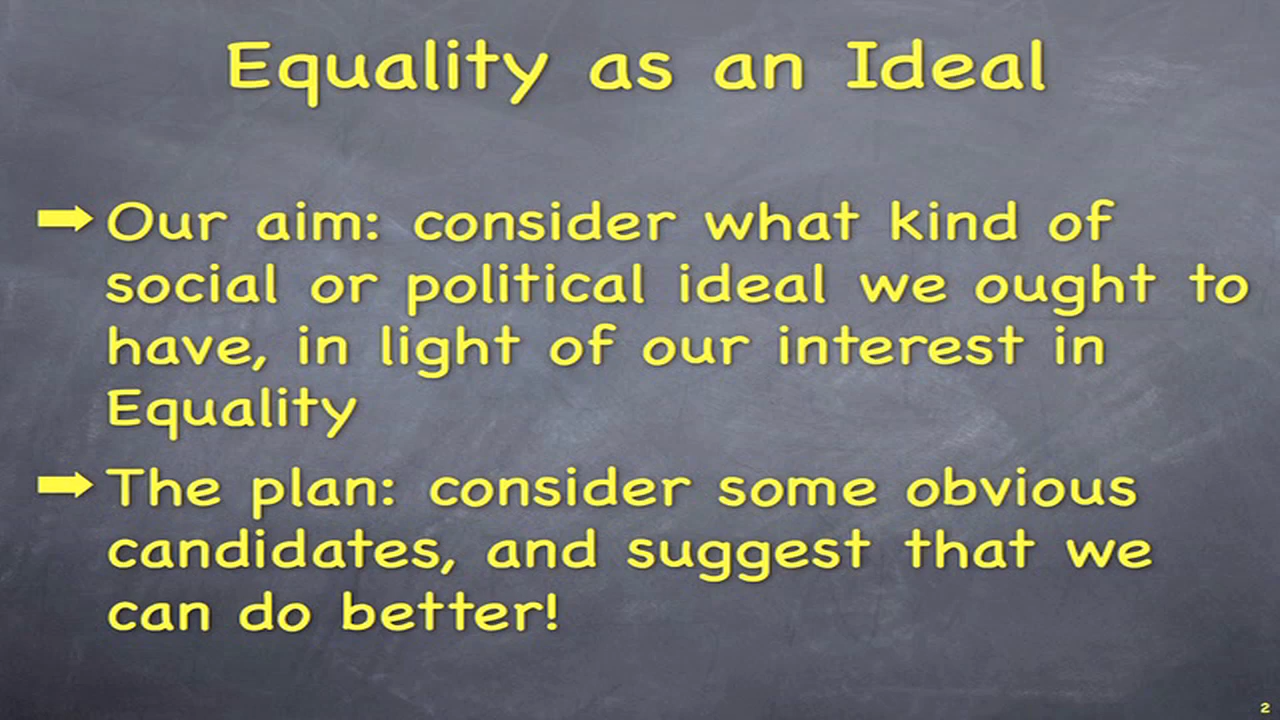 Equality as an Ideal
➡ Our aim: consider what kind of
social or political ideal we ought to
have, in light of our interest in
Equality
➡ The plan: consider some obvious
candidates, and suggest that we
can do better!
2